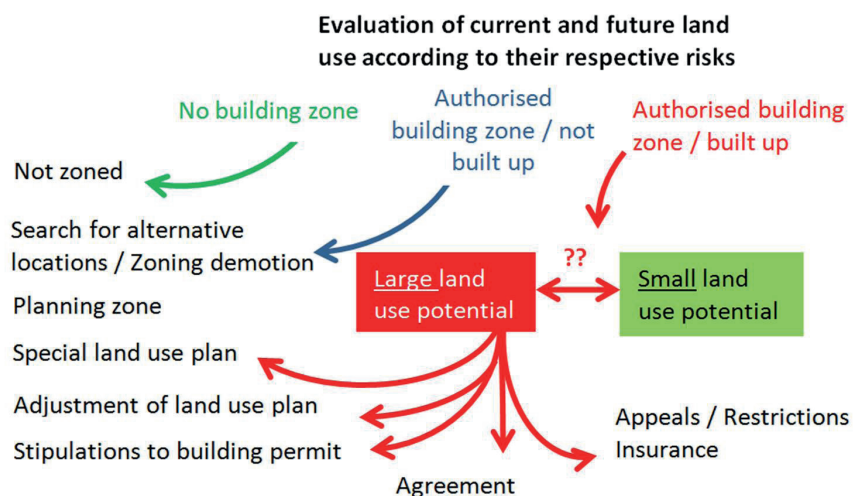 Evaluation of current and future land
use according to their respective risks
No building zone
Authorised
building zone / not
built up
Authorised building
zone / built up
Not zoned
Search for alternative
locations / Zoning demotion
Planning zone
Special land use plan
Adjustment of land use plan
Stipulations to building permit
Large land
use potential
??
Small land
use potential
Agreement
Appeals / Restrictions
Insurance